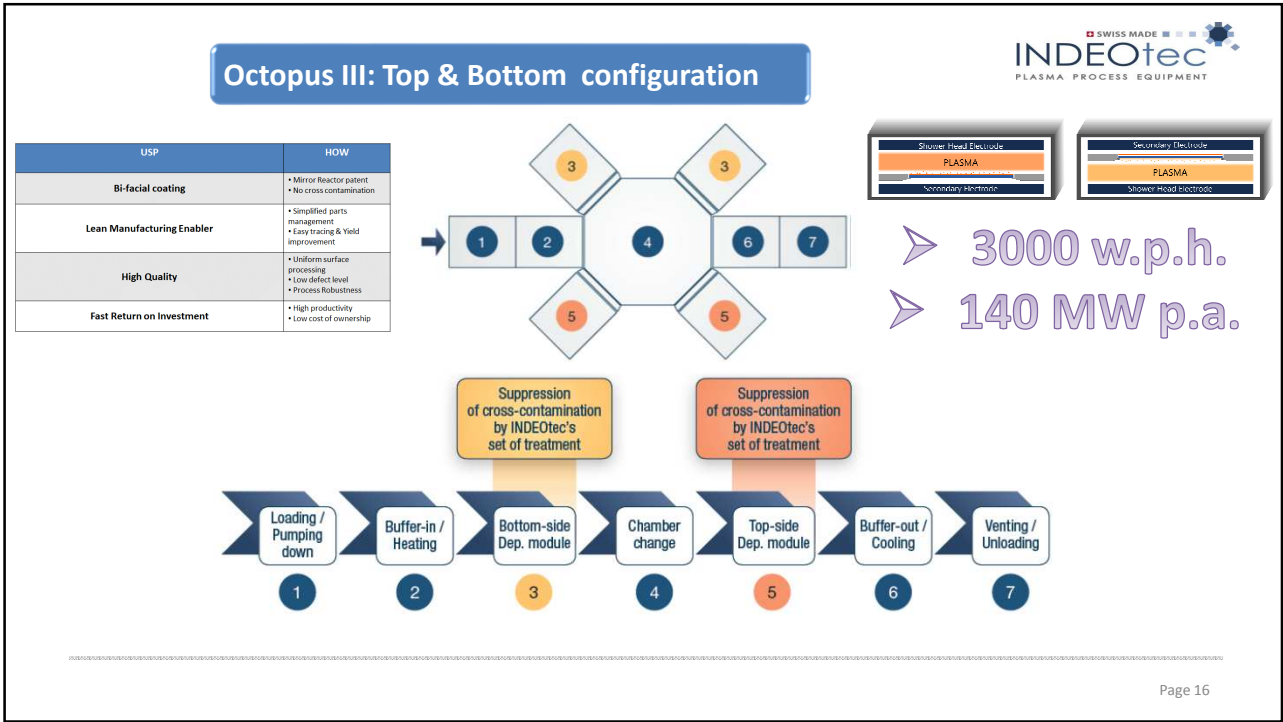 Octopus III: Top & Bottom configuration
SWISS MADE
INDEOtec
PLASMA PROCESS EQUIPMENT
USP
HOW
Bi-facial coating
• Mirror Reactor patent
• No cross contamination
Lean Manufacturing Enabler
• Simplified parts
management
• Easy tracing & Yield
improvement
High Quality
• Uniform surface
processing
• Low defect level
• Process Robustness
Fast Return on Investment
• High productivity
• Low cost of ownership
3
3
1
2
4
6
7
5
5
Shower Head Electrode
PLASMA
Secondary Electrode
Secondary Electrode
PLASMA
Shower Head Electrode
3000 w.p.h.
140 MW p.a.
Suppression
of cross-contamination
by INDEOtec's
set of treatment
Suppression
of cross-contamination
by INDEOtec's
set of treatment
Loading /
Pumping
down
Buffer-in /
Heating
Bottom-side
Dep. module
Chamber
change
Top-side
Dep. module
Buffer-out /
Cooling
Venting /
Unloading
1
2
3
4
5
6
7
Page 16